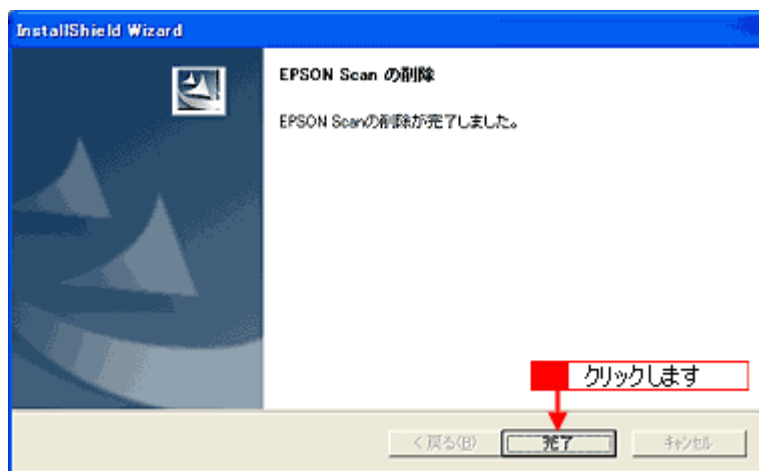 InstallShield Wizard
EPSON Scan の削除
EPSON Scanの削除が完了しました。
クリックします
< 戻る(B)
完了
キャンセル